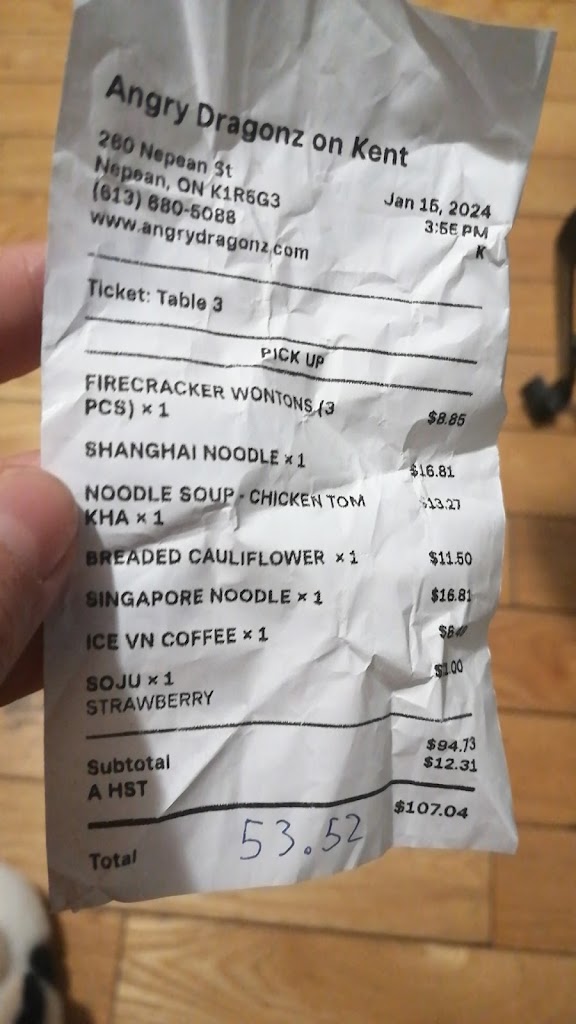 Angry Dragonz on Kent
260 Nepean St
Nepean, ON K1R5G3
(613) 680-5088
www.angrydragonz.com
Jan 15, 2024
3:55 PM
K
Ticket: Table 3
PICK UP
FIRECRACKER WONTONS (3
PCS) × 1 $8.85
SHANGHAI NOODLE × 1 $16.81
NOODLE SOUP - CHICKEN TOM
KHA × 1 $13.27
BREADED CAULIFLOWER × 1 $11.50
SINGAPORE NOODLE × 1 $16.81
ICE VN COFFEE × 1
SOJU × 1
STRAWBERRY
Subtotal $94.73
A HST $12.31
Total $107.04
53.52